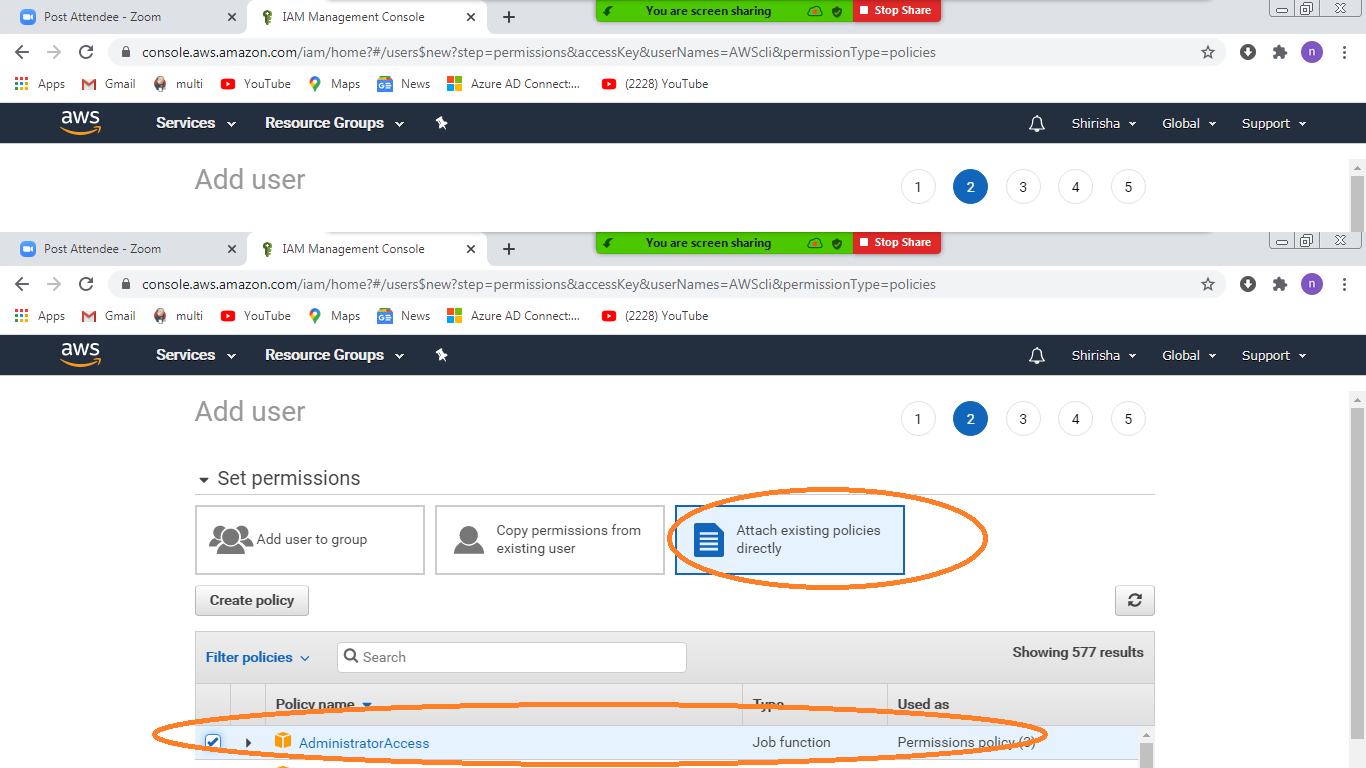 Post Attendee - Zoom IAM Management Console You are screen sharing Stop Share
console.aws.amazon.com/iam/home?#/users$new?step=permissions&accessKey&userNames=AWScli&permissionType=policies n
Apps Gmail multi YouTube Maps News Azure AD Connect:... (2228) YouTube
aws Services Resource Groups Shirisha Global Support
Add user 1 2 3 4 5
Post Attendee - Zoom IAM Management Console You are screen sharing Stop Share
console.aws.amazon.com/iam/home?#/users$new?step=permissions&accessKey&userNames=AWScli&permissionType=policies n
Apps Gmail multi YouTube Maps News Azure AD Connect:... (2228) YouTube
aws Services Resource Groups Shirisha Global Support
Add user 1 2 3 4 5
Set permissions
Add user to group
Copy permissions from
existing user
Attach existing policies
directly
Create policy
Filter policies Search Showing 577 results
Policy name Type Used as
AdministratorAccess Job function Permissions policy (3)